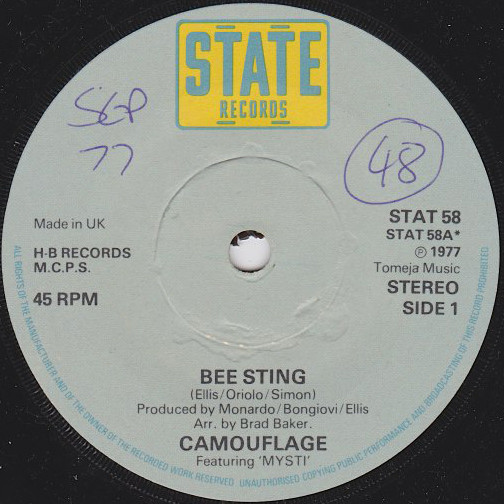 STATE
RECORDS
SEP
77
48
Made in UK
H-B RECORDS
M.C.P.S.
45 RPM
STAT 58
STAT 58A*
℗ 1977
Tomeja Music
STEREO
SIDE 1
BEE STING
(Ellis/Oriolo/Simon)
Produced by Monardo/Bongiovi/Ellis
Arr. by Brad Baker.
CAMOUFLAGE
Featuring 'MYSTI'
ALL RIGHTS OF THE MANUFACTURER AND OF THE OWNER OF THE RECORDED WORK RESERVED
UNAUTHORISED COPYING PUBLIC PERFORMANCE AND BROADCASTING OF THIS RECORD PROHIBITED